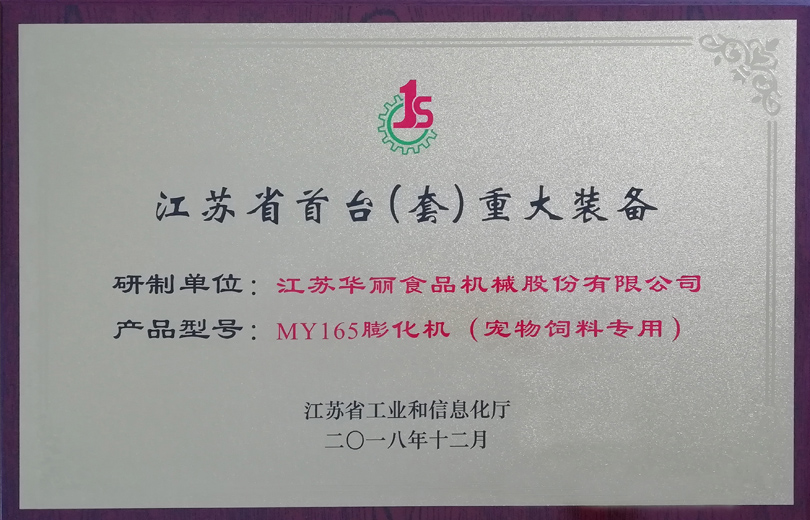 JS
江苏省首台(套)重大装备
研制单位：江苏华丽食品机械股份有限公司
产品型号：MY165膨化机（宠物饲料专用）
江苏省工业和信息化厅
二〇一八年十二月